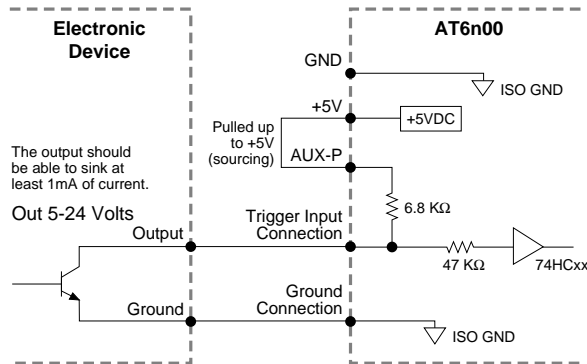 Electronic
Device
AT6n00
GND
ISO GND
+5V
+5VDC
Pulled up
to +5V
(sourcing)
AUX-P
The output should
be able to sink at
least 1mA of current.
6.8 KΩ
Out 5-24 Volts
Output
Trigger Input
Connection
47 KΩ
74HCxx
Ground
Ground
Connection
ISO GND